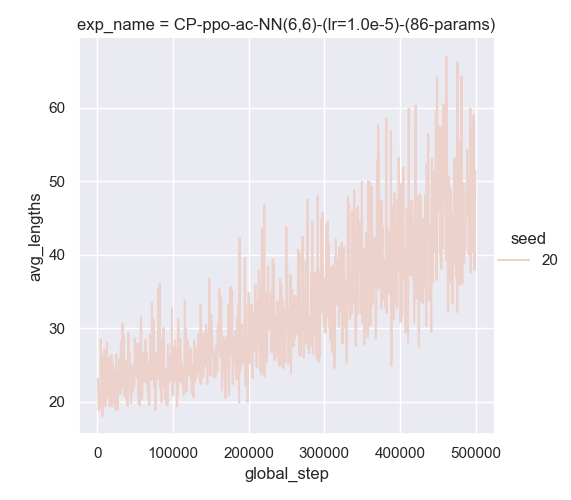 exp_name = CP-ppo-ac-NN(6,6)-(lr=1.0e-5)-(86-params)
60
50
40
30
20
avg_lengths
seed
20
0 100000 200000 300000 400000 500000
global_step